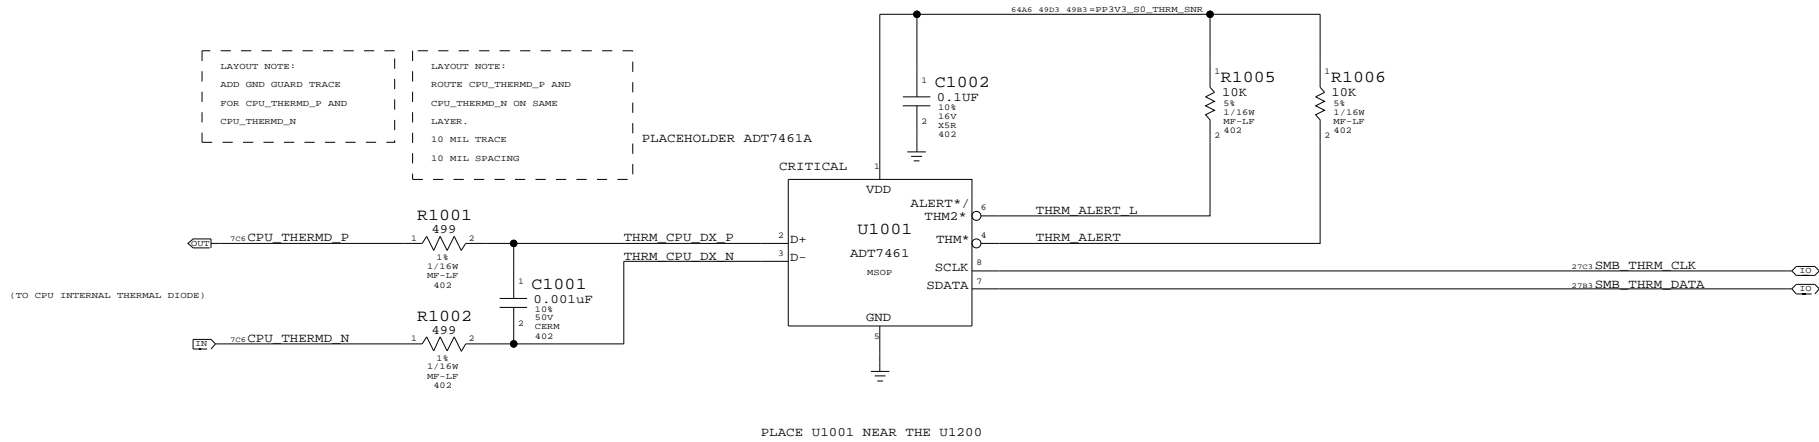 64A6 49D3 49B3 =PP3V3_S0_THRM_SNR
LAYOUT NOTE:
ADD GND GUARD TRACE
FOR CPU_THERMD_P AND
CPU_THERMD_N
LAYOUT NOTE:
ROUTE CPU_THERMD_P AND
CPU_THERMD_N ON SAME
LAYER.
10 MIL TRACE
10 MIL SPACING
PLACEHOLDER ADT7461A
CRITICAL
1
C1002
0.1UF
10%
16V
X5R
402
2
1
R1005
10K
5%
1/16W
MF-LF
402
2
1
R1006
10K
5%
1/16W
MF-LF
402
2
1
VDD
ALERT*/
THM2*
6
THRM_ALERT_L
U1001
ADT7461
MSOP
THM*
4
THRM_ALERT
SCLK
8
27C3 SMB_THRM_CLK
IO
SDATA
7
27B3 SMB_THRM_DATA
IO
GND
5
2
D+
3
D-
OUT
7C6 CPU_THERMD_P
1
R1001
499
2
1%
1/16W
MF-LF
402
THRM_CPU_DX_P
THRM_CPU_DX_N
1
C1001
0.001uF
10%
50V
CERM
402
2
(TO CPU INTERNAL THERMAL DIODE)
IN
7C6 CPU_THERMD_N
1
R1002
499
2
1%
1/16W
MF-LF
402
PLACE U1001 NEAR THE U1200